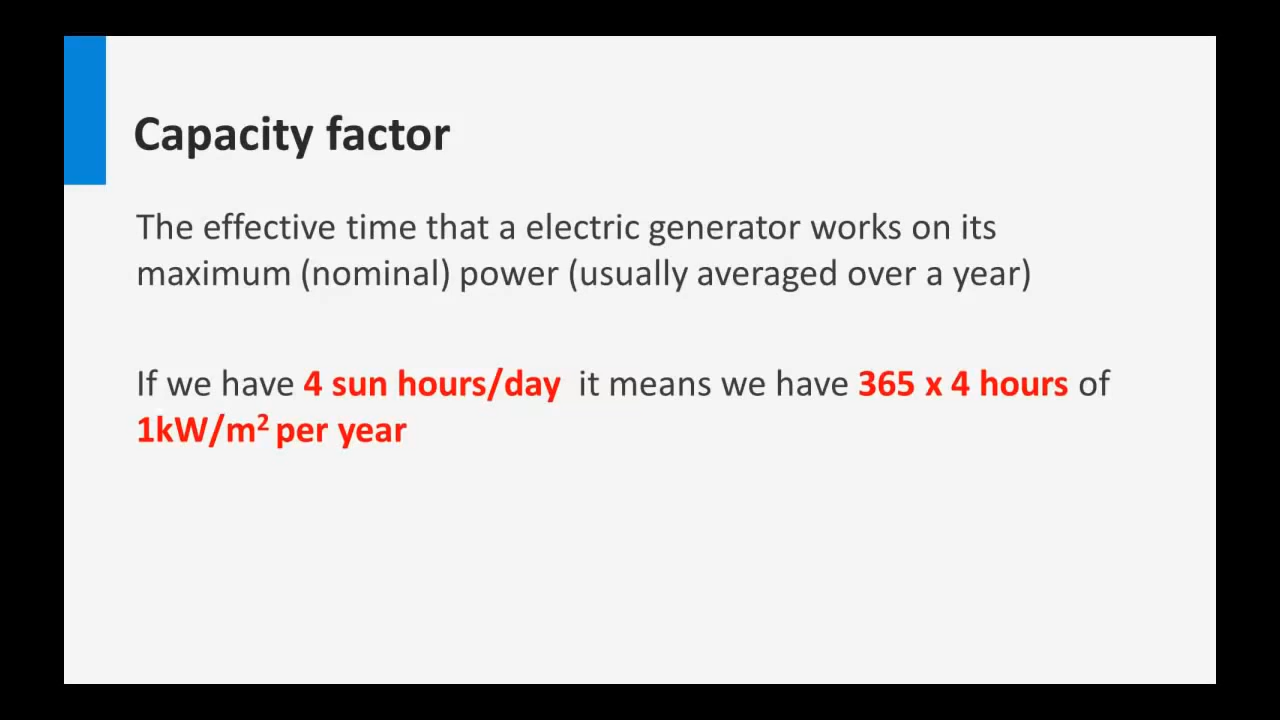 Capacity factor
The effective time that a electric generator works on its
maximum (nominal) power (usually averaged over a year)
If we have 4 sun hours/day it means we have 365 x 4 hours of
1kW/m² per year